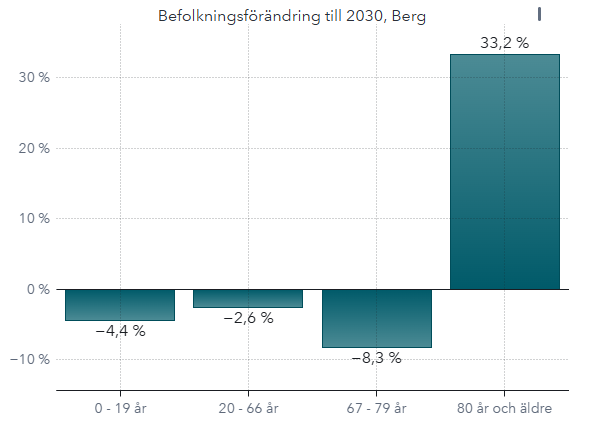 Befolkningsförändring till 2030, Berg
33,2 %
30 %
20 %
10 %
0 %
−4,4 %
−2,6 %
−8,3 %
−10 %
0 - 19 år
20 - 66 år
67 - 79 år
80 år och äldre